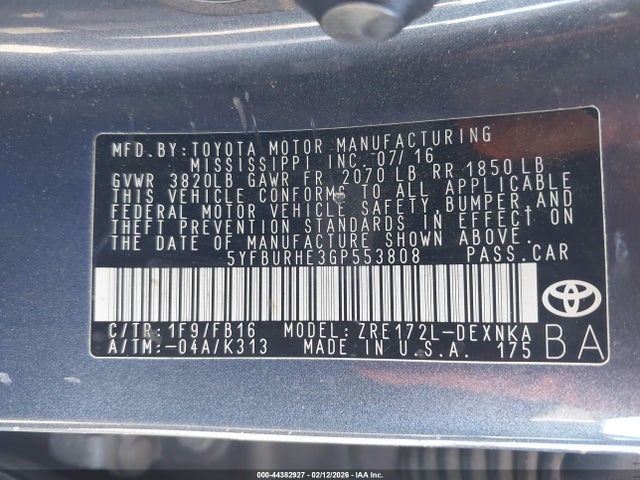 MFD.BY:TOYOTA MOTOR MANUFACTURING
MISSISSIPPI INC. 07/16
GVWR 3820LB GAWR FR 2070 LB RR 1850 LB
THIS VEHICLE CONFORMS TO ALL APPLICABLE
FEDERAL MOTOR VEHICLE SAFETY, BUMPER,AND
THEFT PREVENTION STANDARDS IN EFFECT ON
THE DATE OF MANUFACTURE SHOWN ABOVE.
5YFBURHE3GP553808 PASS.CAR
C/TR: 1F9/FB16 MODEL: ZRE172L-DEXNKA
A/TM:-04A/K313 MADE IN U.S.A. 175
BA
000-44382927 - 02/12/2026 - IAA Inc.